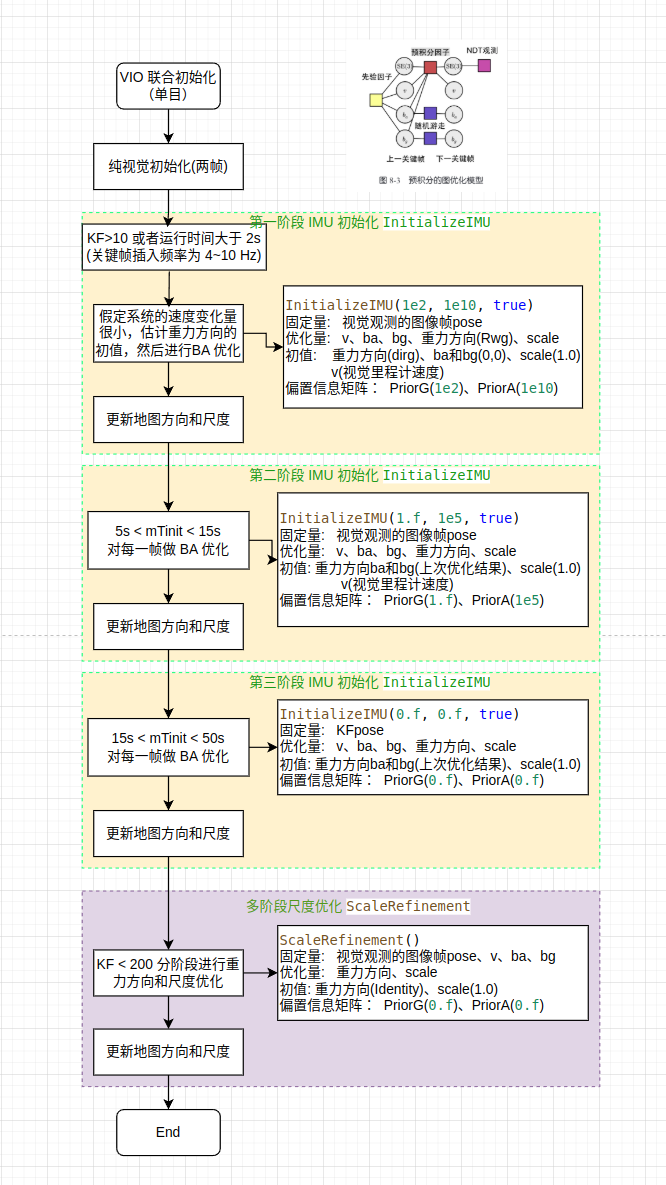 VIO 联合初始化
（单目）
预积分因子
NDT观测
先验因子
SE(3)
SE(3)
v
v
随机游走
上一关键帧 下一关键帧
图 8-3 预积分的图优化模型
纯视觉初始化(两帧)
第一阶段 IMU 初始化 InitializeIMU
KF>10 或者运行时间大于 2s
(关键帧插入频率为 4~10 Hz)
假定系统的速度变化量
很小，估计重力方向的
初值，然后进行BA 优化
InitializeIMU(1e2, 1e10, true)
固定量: 视觉观测的图像帧pose
优化量: v、ba、bg、重力方向(Rwg)、scale
初值: 重力方向(dirg)、ba和bg(0,0)、scale(1.0)
v(视觉里程计速度)
偏置信息矩阵： PriorG(1e2)、PriorA(1e10)
更新地图方向和尺度
第二阶段 IMU 初始化 InitializeIMU
5s < mTinit < 15s
对每一帧做 BA 优化
InitializeIMU(1.f, 1e5, true)
固定量: 视觉观测的图像帧pose
优化量: v、ba、bg、重力方向、scale
初值: 重力方向ba和bg(上次优化结果)、scale(1.0)
v(视觉里程计速度)
偏置信息矩阵： PriorG(1.f)、PriorA(1e5)
更新地图方向和尺度
第三阶段 IMU 初始化 InitializeIMU
15s < mTinit < 50s
对每一帧做 BA 优化
InitializeIMU(0.f, 0.f, true)
固定量: KFpose
优化量: v、ba、bg、重力方向、scale
初值: 重力方向ba和bg(上次优化结果)、scale(1.0)
偏置信息矩阵： PriorG(0.f)、PriorA(0.f)
更新地图方向和尺度
多阶段尺度优化 ScaleRefinement
KF < 200 分阶段进行重
力方向和尺度优化
ScaleRefinement()
固定量: 视觉观测的图像帧pose、v、ba、bg
优化量: 重力方向、scale
初值: 重力方向(Identity)、scale(1.0)
偏置信息矩阵： PriorG(0.f)、PriorA(0.f)
更新地图方向和尺度
End